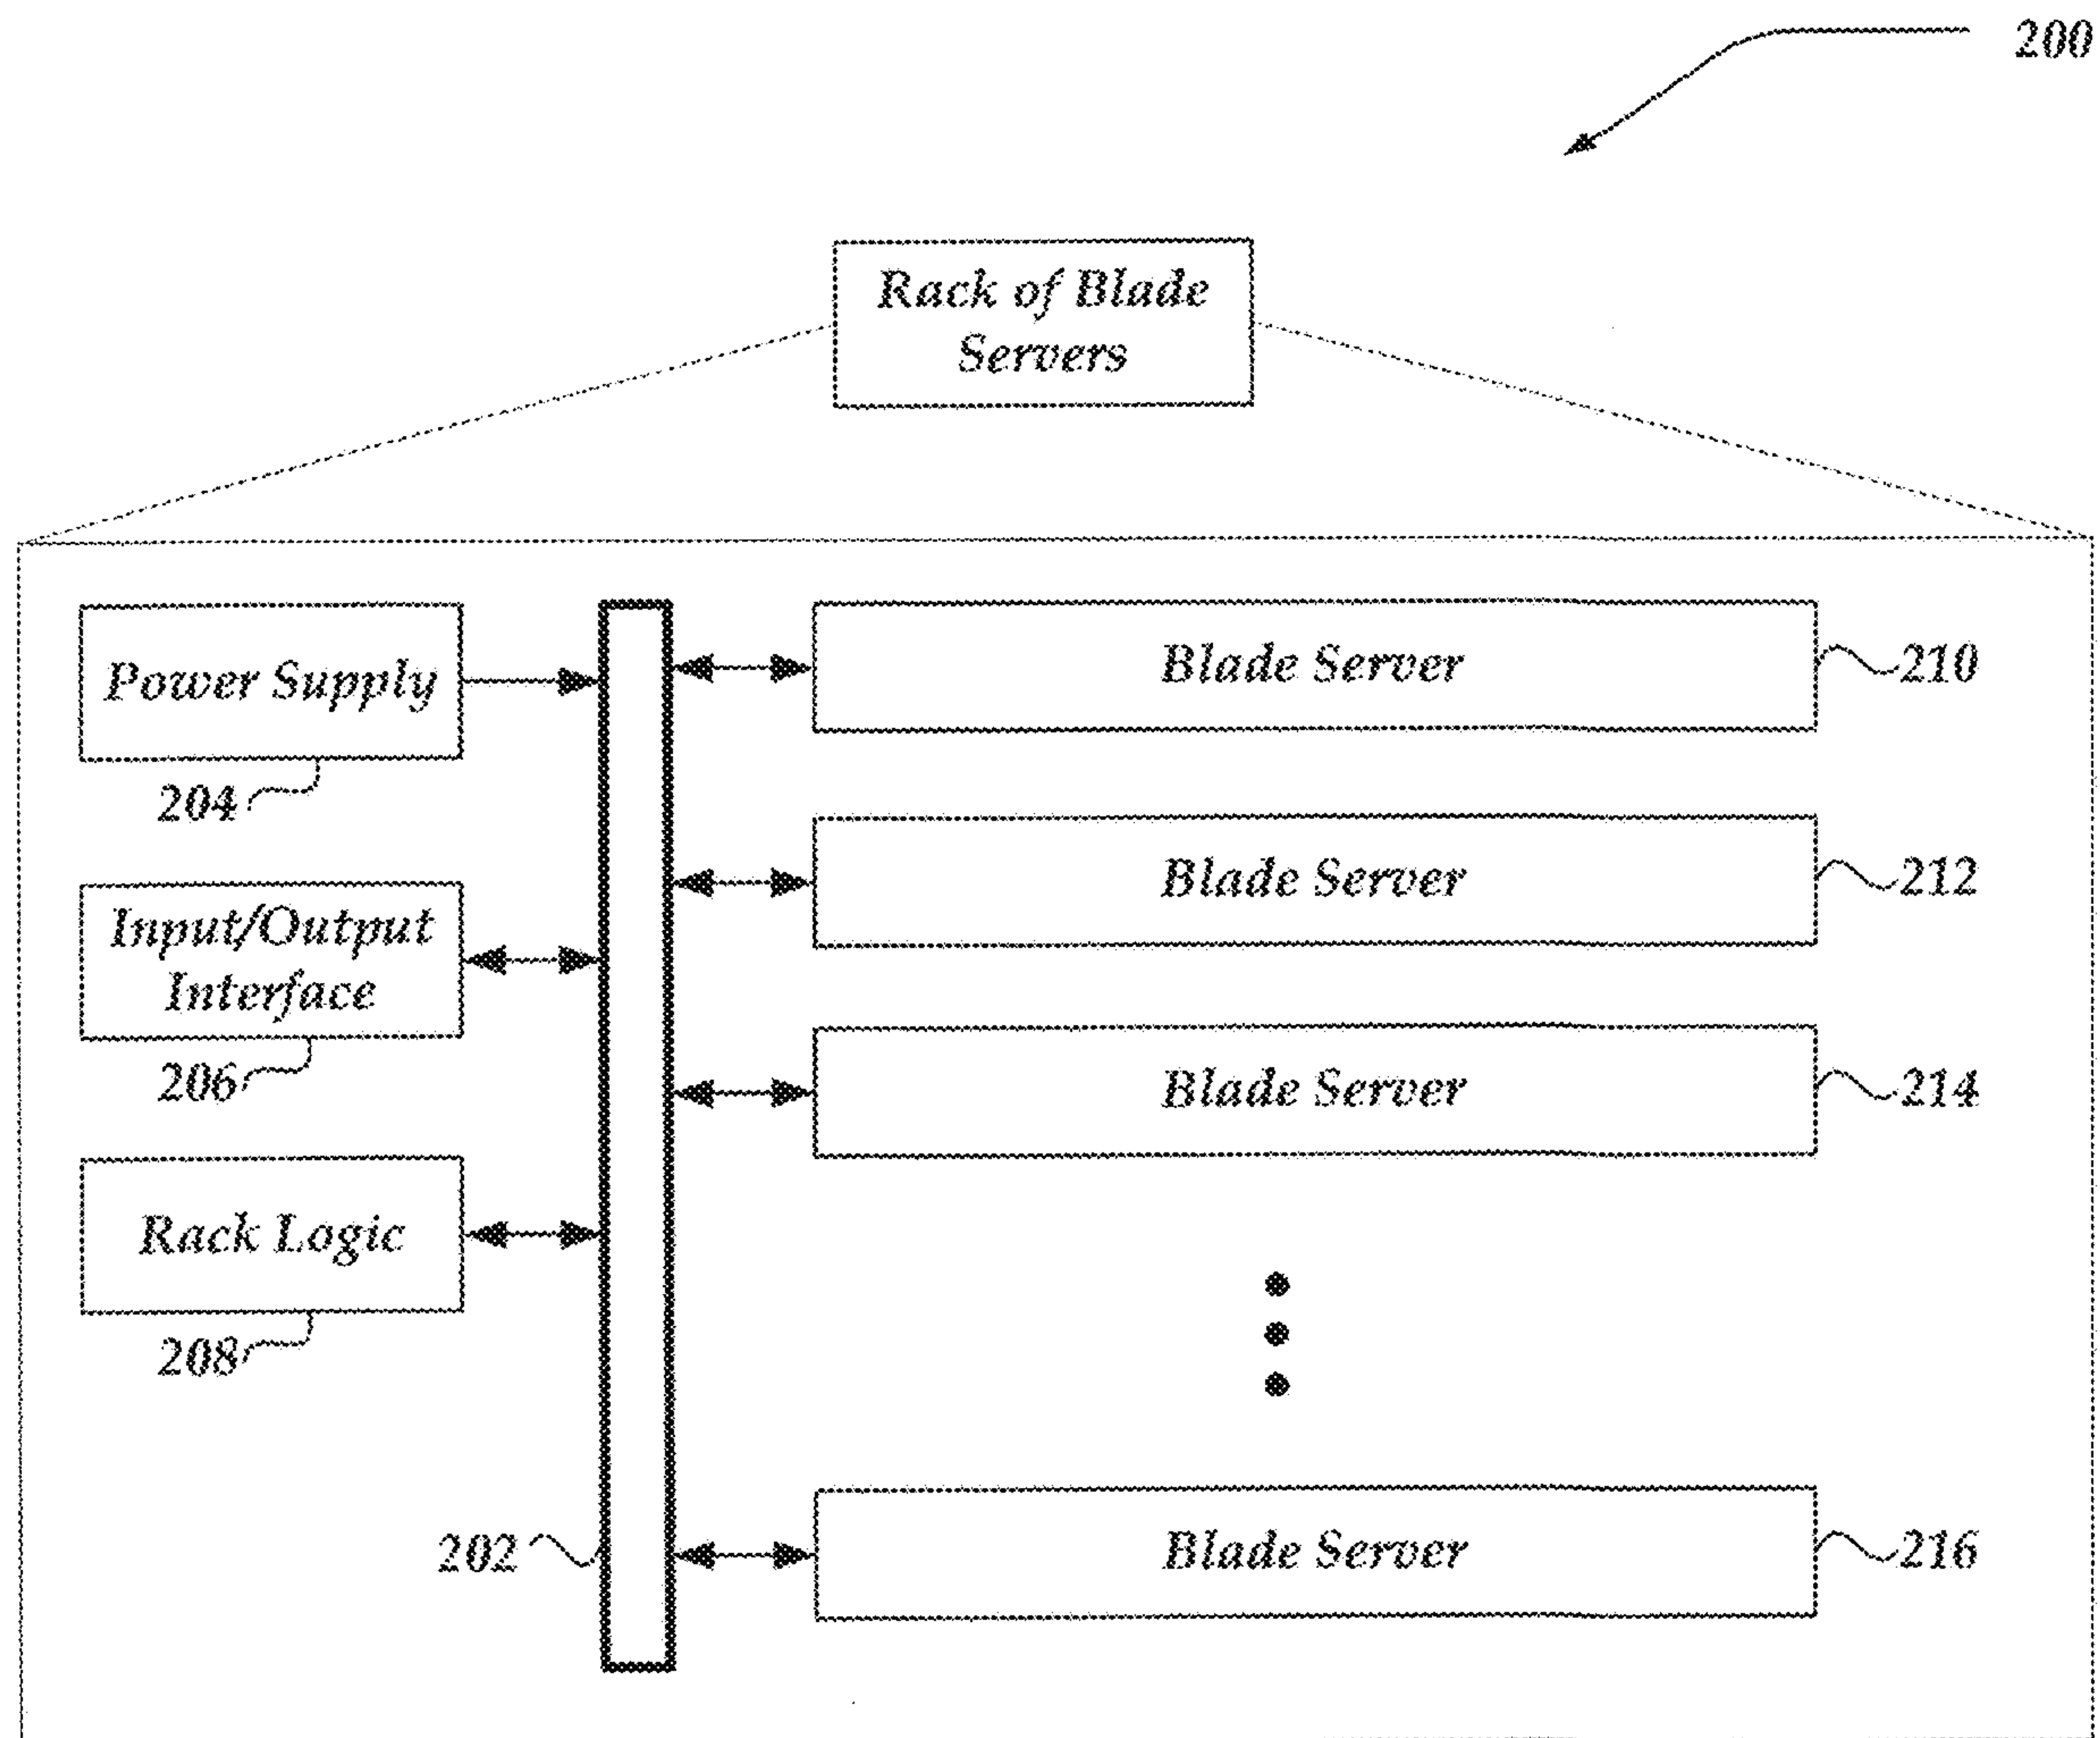 200
Rack of Blade
Servers
Power Supply
204
Input/Output
Interface
206
Rack Logic
208
202
Blade Server
210
Blade Server
212
Blade Server
214
Blade Server
216